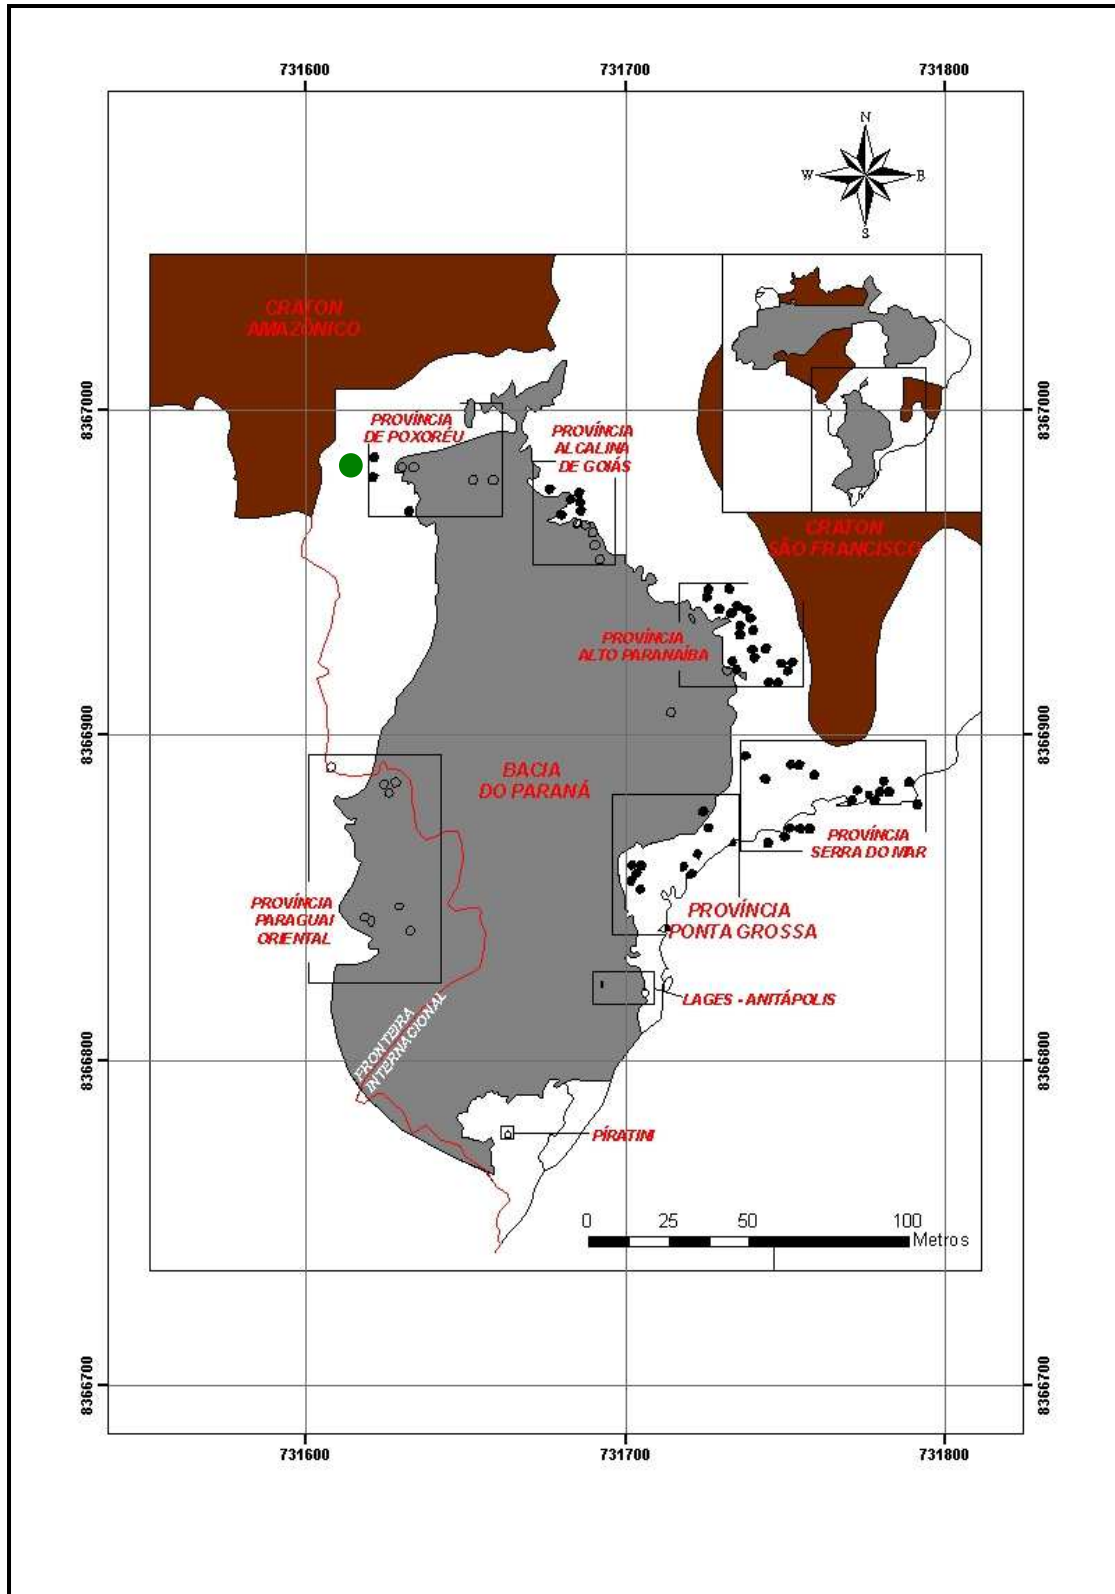 731600 731700 731800
N
W E
S
CRATON
AMAZÔNICO
8367000 8367000
PROVÍNCIA
DE POXORÉU
PROVÍNCIA
ALCALINA
DE GOIÁS
CRATON
SÃO FRANCISCO
PROVÍNCIA
ALTO PARANAÍBA
8366900 8366900
BACIA
DO PARANÁ
PROVÍNCIA
SERRA DO MAR
PROVÍNCIA
PARAGUAI
ORIENTAL
PROVÍNCIA
PONTA GROSSA
LAGES - ANITÁPOLIS
FRONTEIRA
INTERNACIONAL
8366800 8366800
PÍRATINI
0 25 50 100
Metros
8366700 8366700
731600 731700 731800